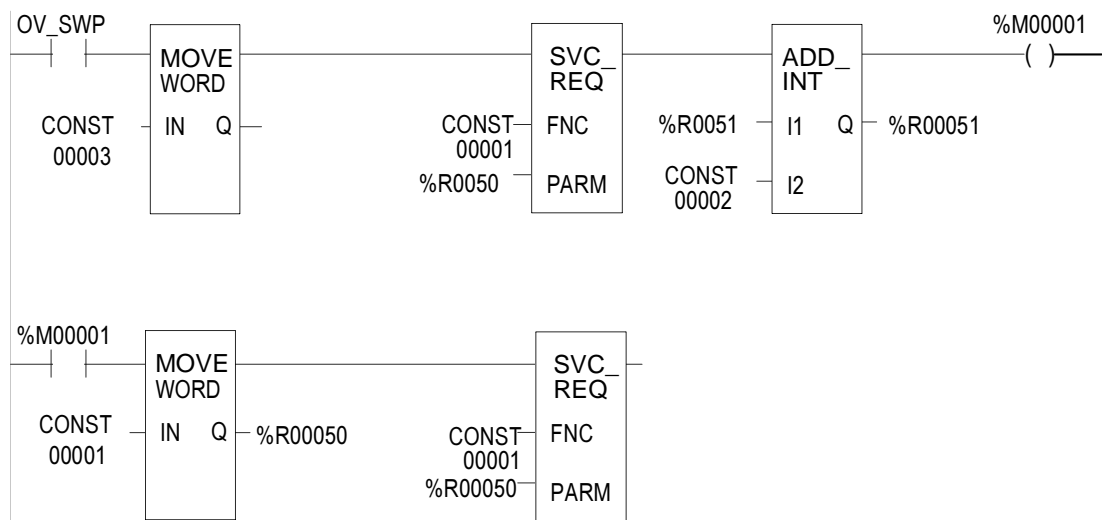 OV_SWP
%M00001
MOVE
WORD
SVC_
REQ
ADD_
INT
CONST
00003
IN Q
CONST
00001
FNC
%R0051
I1 Q
%R00051
%R0050
PARM
CONST
00002
I2
%M00001
MOVE
WORD
SVC_
REQ
CONST
00001
IN Q
%R00050
CONST
00001
FNC
%R00050
PARM